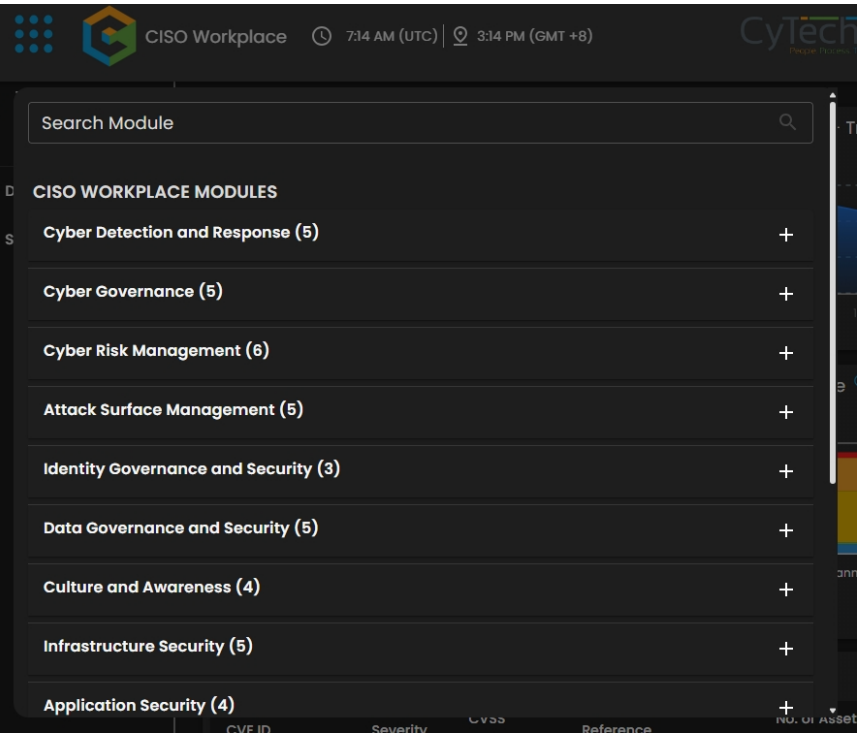 CISO Workplace 7:14 AM (UTC) 3:14 PM (GMT +8) CyTech
People Process
Search Module
CISO WORKPLACE MODULES
Cyber Detection and Response (5)
Cyber Governance (5)
Cyber Risk Management (6)
Attack Surface Management (5)
Identity Governance and Security (3)
Data Governance and Security (5)
Culture and Awareness (4)
Infrastructure Security (5)
Application Security (4)
CVE ID Severity CVSS Reference No. of Asset